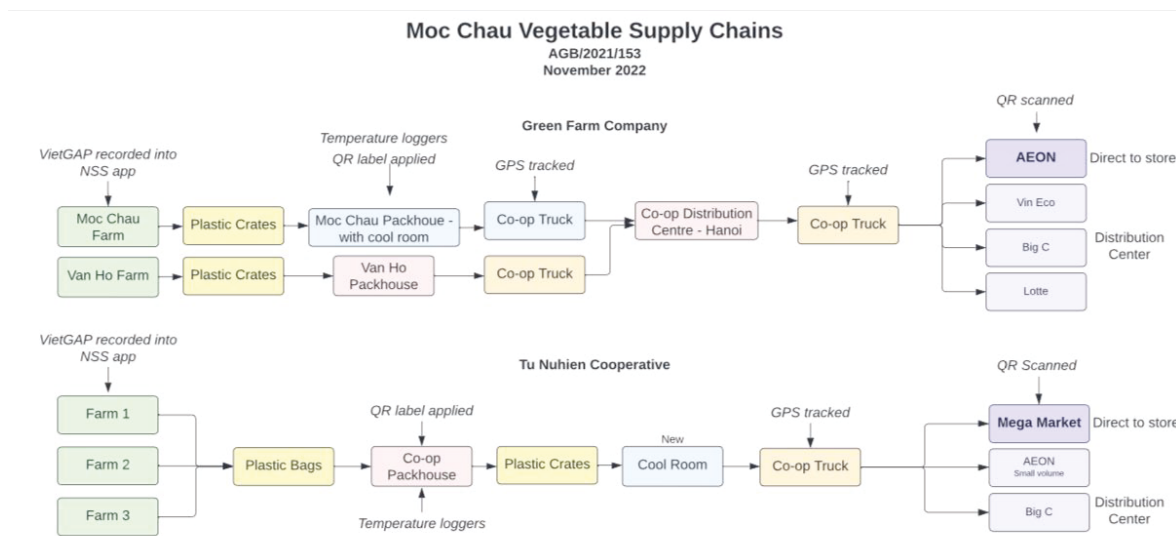 Moc Chau Vegetable Supply Chains
AGB/2021/153
November 2022
Green Farm Company
QR scanned
VietGAP recorded into
NSS app
Temperature loggers
QR label applied
GPS tracked
GPS tracked
Moc Chau
Farm
Plastic Crates
Moc Chau Packhoue -
with cool room
Co-op Truck
Co-op Distribution
Centre - Hanoi
Co-op Truck
AEON
Direct to store
Vin Eco
Big C
Distribution
Center
Lotte
Van Ho Farm
Plastic Crates
Van Ho
Packhouse
Co-op Truck
VietGAP recorded into
NSS app
Tu Nuhien Cooperative
QR Scanned
Farm 1
Farm 2
Farm 3
Plastic Bags
QR label applied
Co-op
Packhouse
Temperature loggers
Plastic Crates
New
Cool Room
GPS tracked
Co-op Truck
Mega Market
Direct to store
AEON
Small volume
Big C
Distribution
Center